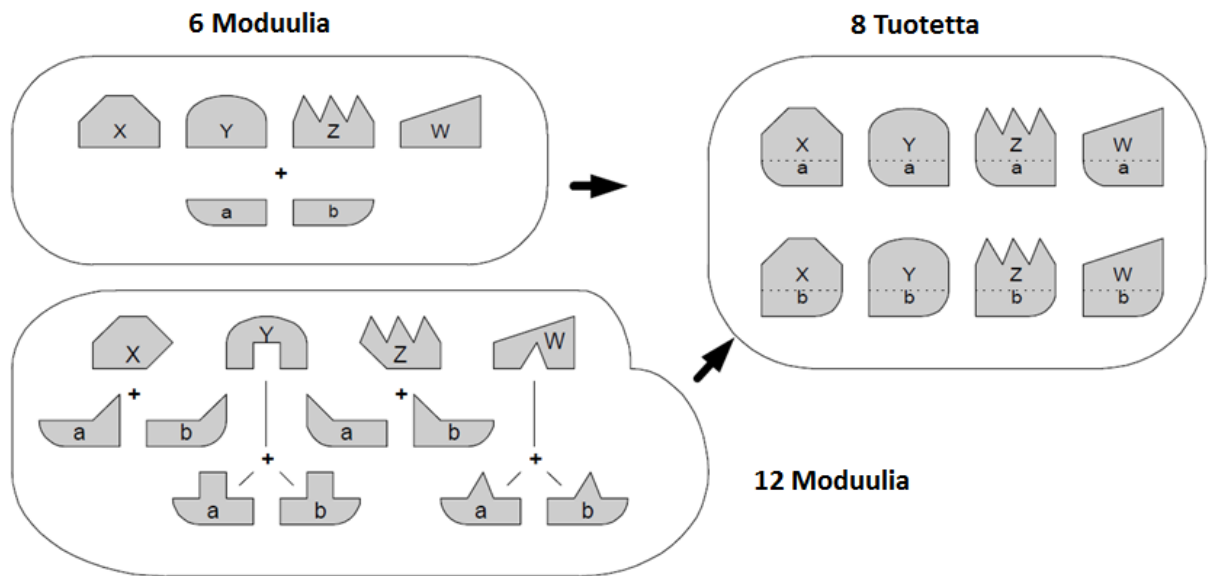 6 Moduulia
8 Tuotetta
X Y Z W
+
a b
X Y Z W
a a a a
X Y Z W
b b b b
X Y Z W
+ +
a b a b
+ +
a b a b
12 Moduulia